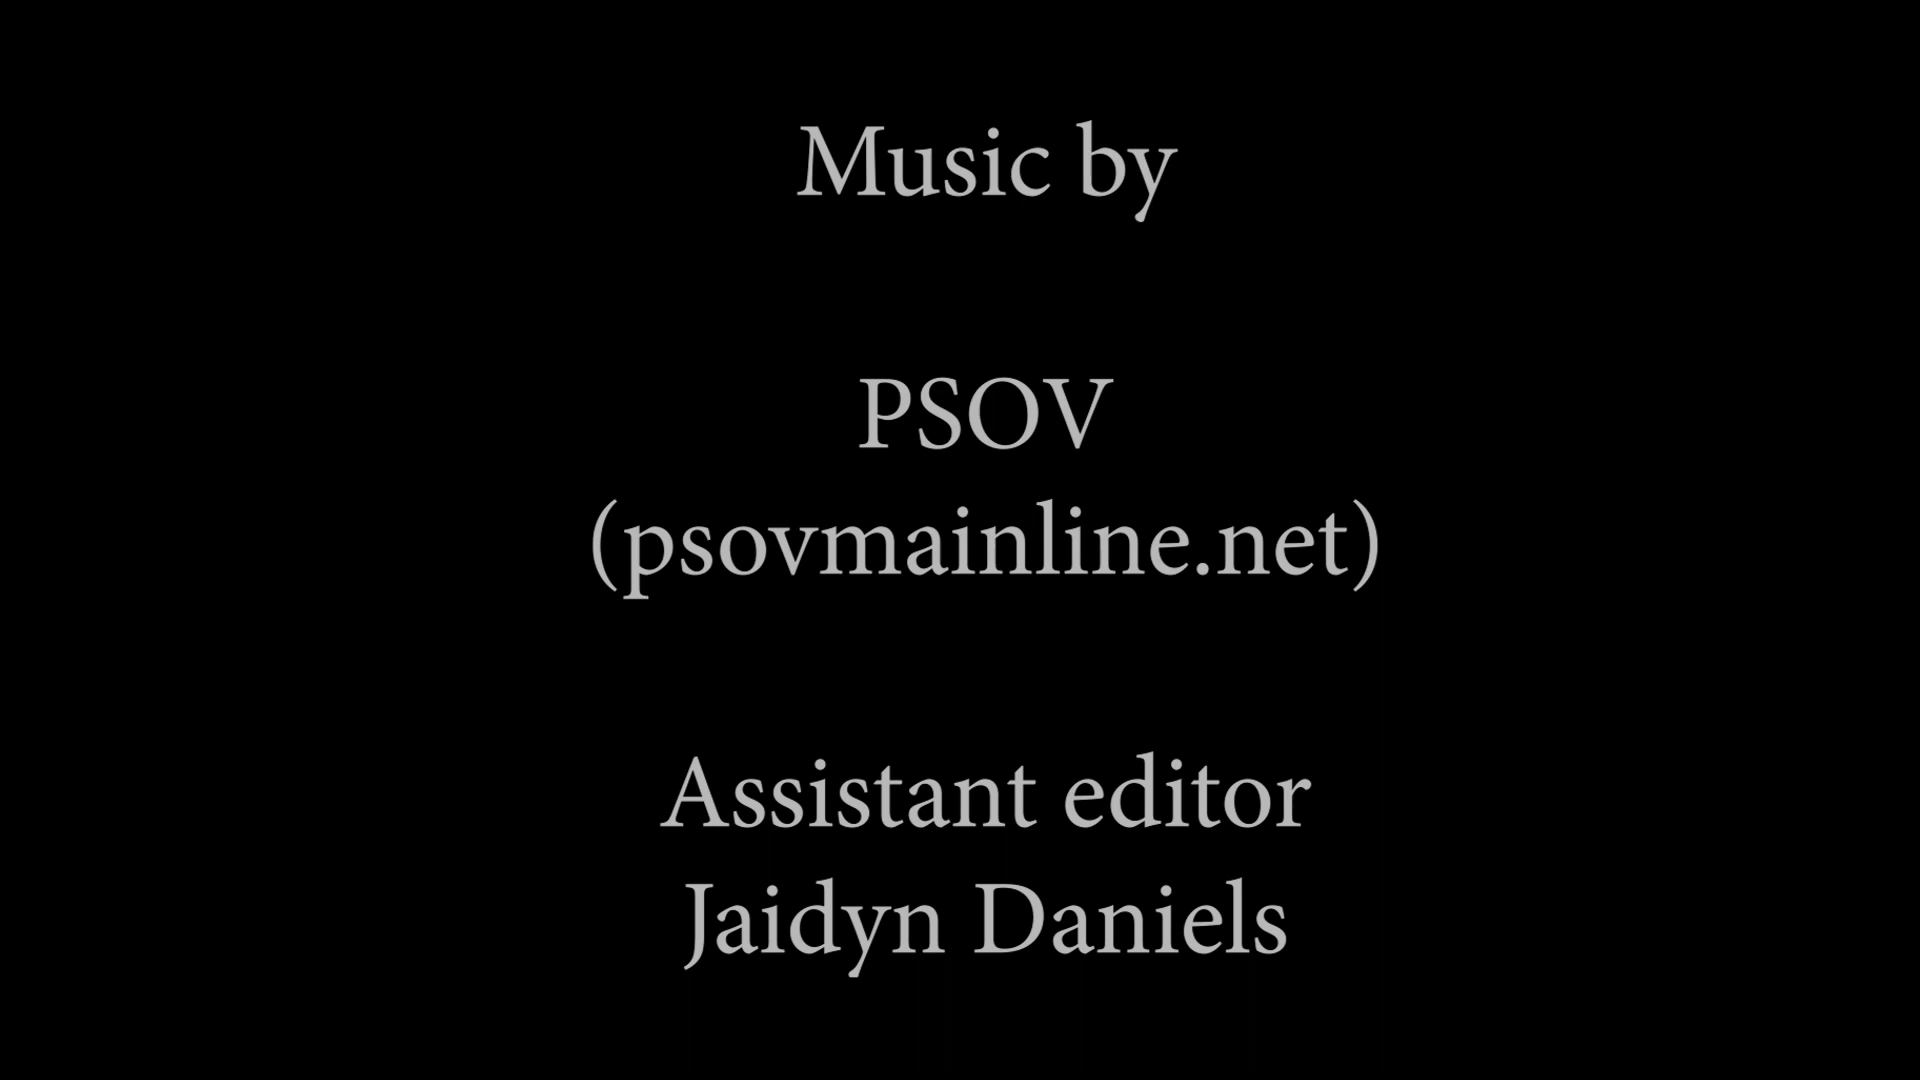 Music by
PSOV
(psovmainline.net)
Assistant editor
Jaidyn Daniels